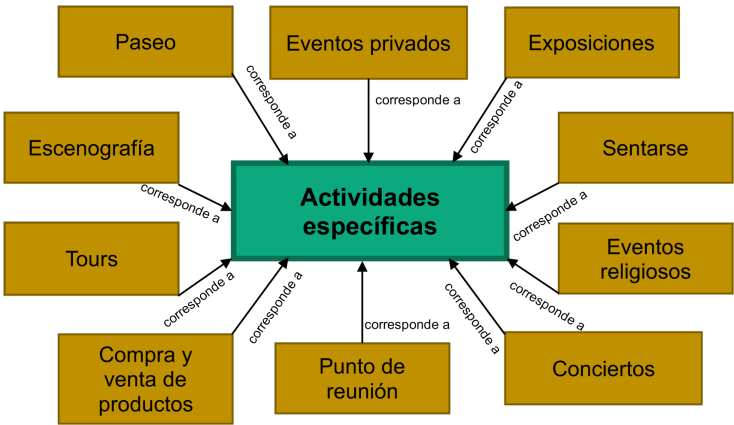 Paseo
Eventos privados
Exposiciones
corresponde a
corresponde a
corresponde a
Escenografía
Sentarse
corresponde a
Actividades
específicas
corresponde a
Tours
Eventos
religiosos
corresponde a
corresponde a
corresponde a
corresponde a
corresponde a
Compra y
venta de
productos
Punto de
reunión
Conciertos